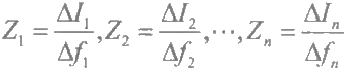 Z₁ = ΔI₁/Δf₁, Z₂ = ΔI₂/Δf₂, ⋯, Zₙ = ΔIₙ/Δfₙ